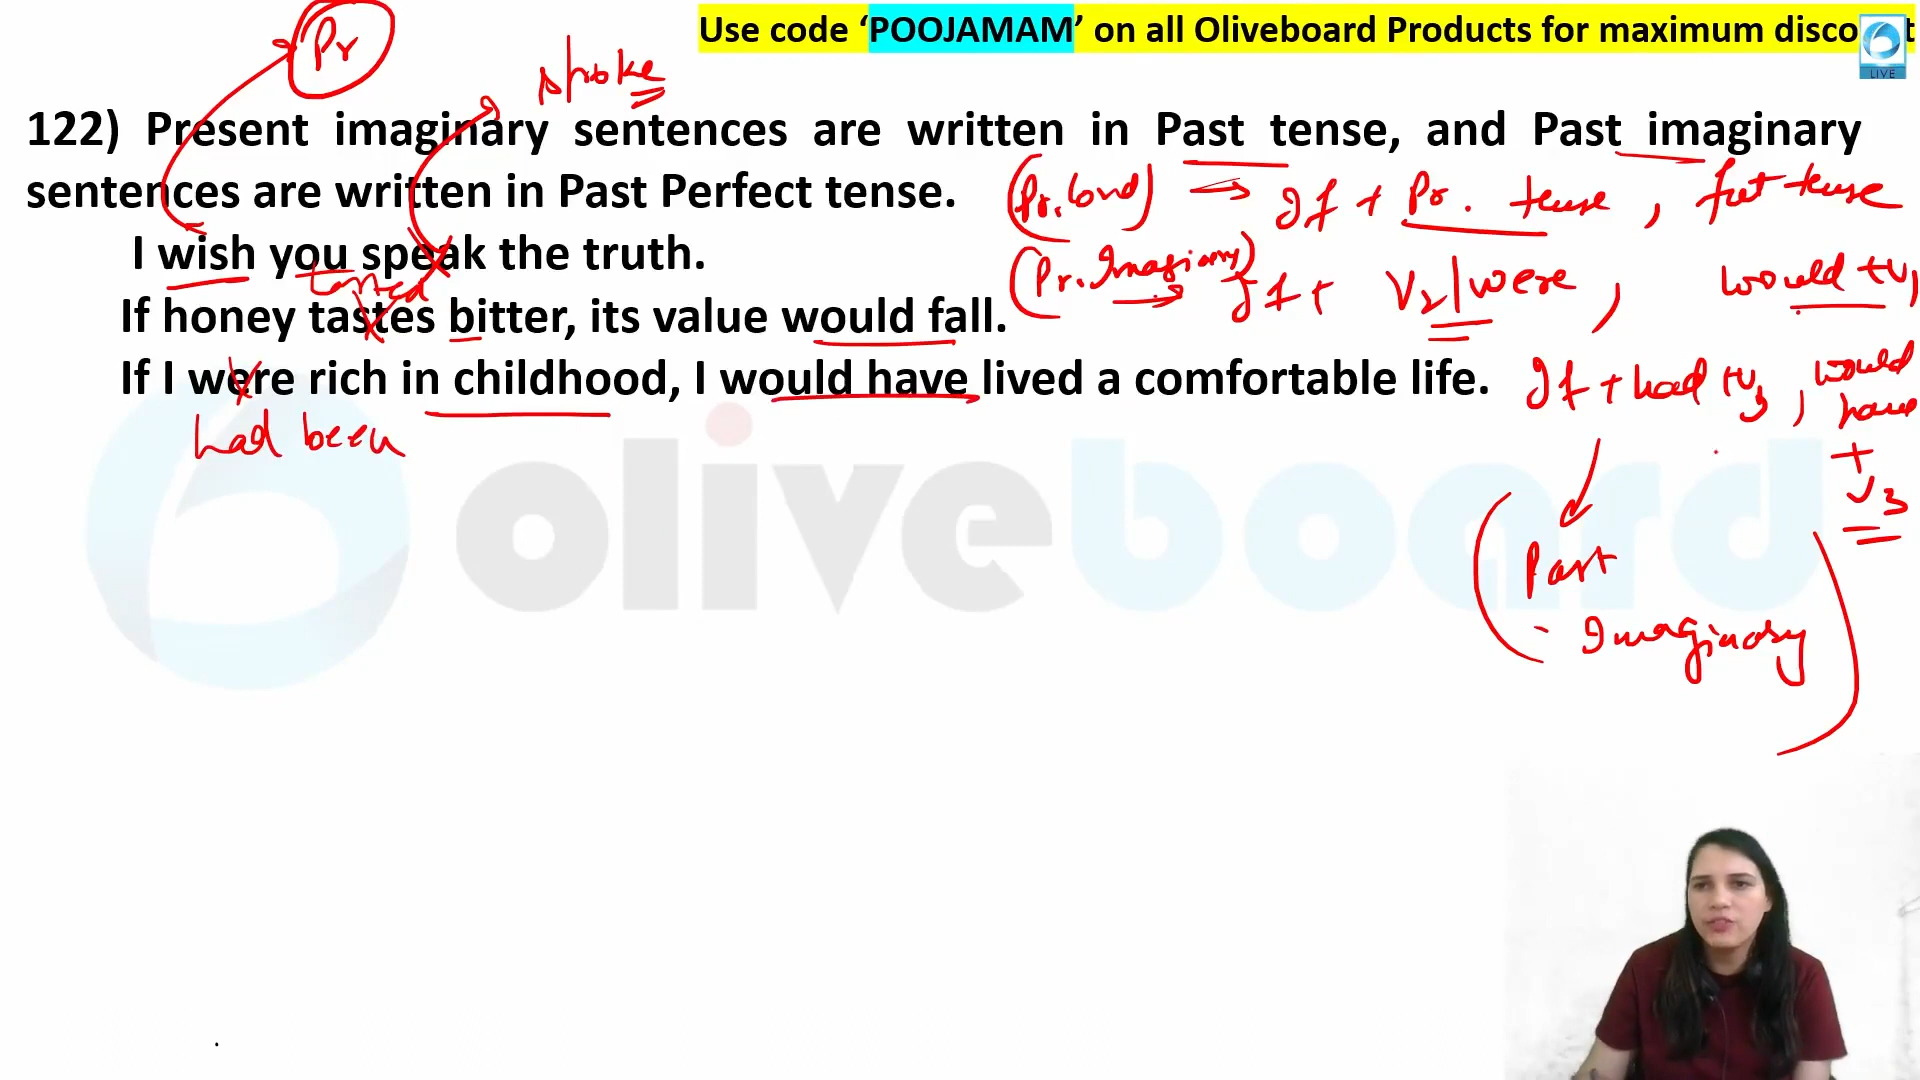 Use code ‘POOJAMAM’ on all Oliveboard Products for maximum disco t
LIVE
Pr
spoke
122) Present imaginary sentences are written in Past tense, and Past imaginary
sentences are written in Past Perfect tense.
(Pr. Cond) ⇒ If + Pr. tense, fut tense
I wish you speak the truth.
(Pr. Imaginary) → If + V2/were, would + V1
tasted
If honey tastes bitter, its value would fall.
If I were rich in childhood, I would have lived a comfortable life.
If + had + V3, would have + V3
had been
oliveboard
Past
- Imaginary